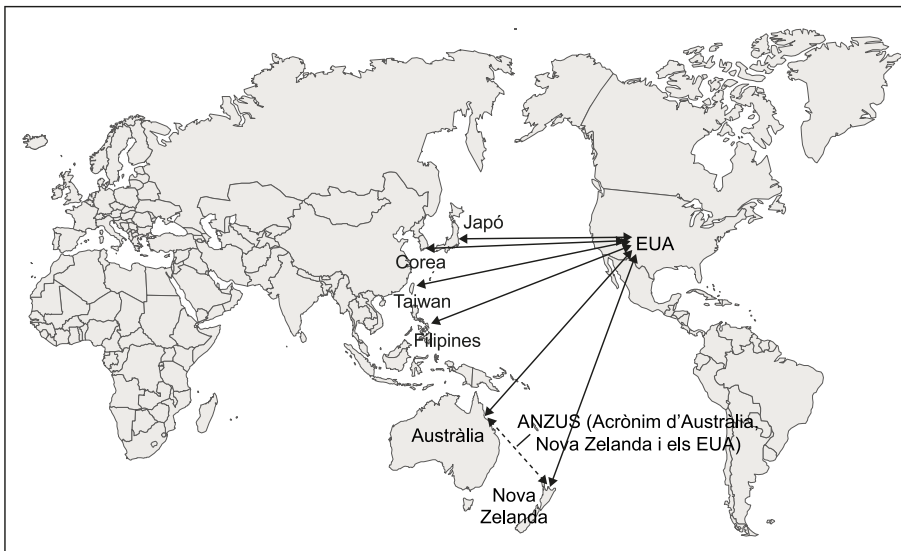 Japó
EUA
Corea
Taiwan
Filipines
ANZUS (Acrònim d'Austràlia,
Nova Zelanda i els EUA)
Austràlia
Nova
Zelanda